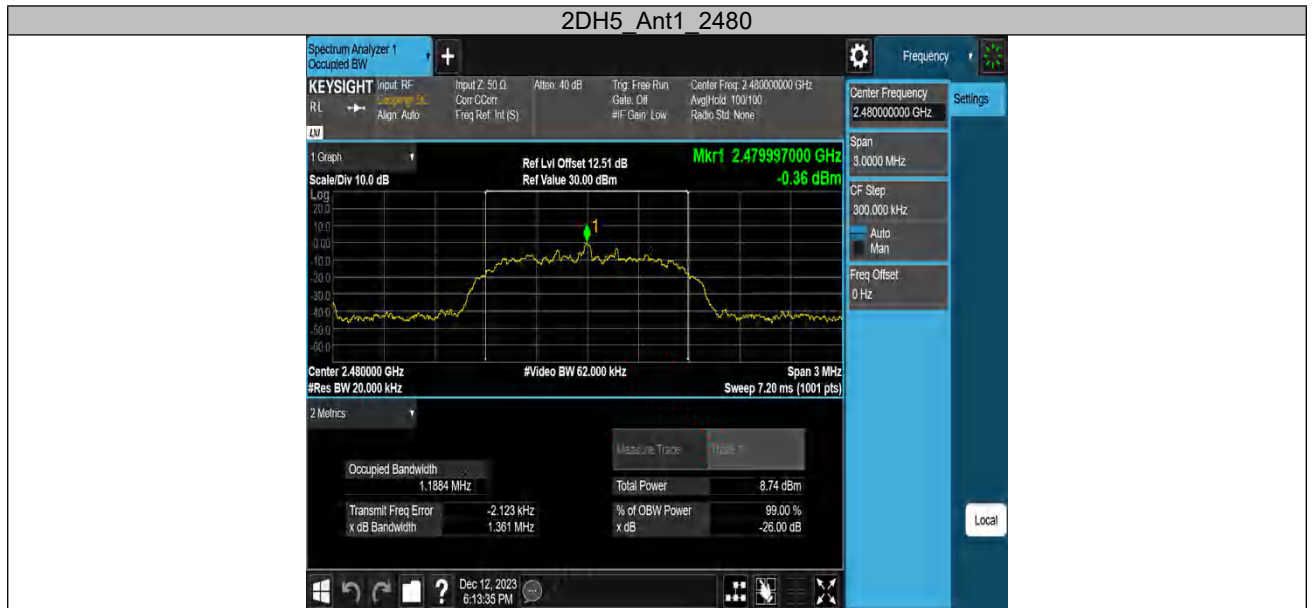 2DH5_Ant1_2480
Spectrum Analyzer 1
Occupied BW
+
Frequency
KEYSIGHT
Input: RF
Coupling: DC
Align: Auto
R L
LXI
Input Z: 50 Ω
Corr CCorr
Freq Ref: Int (S)
Atten: 40 dB
Trig: Free Run
Gate: Off
#IF Gain: Low
Center Freq: 2.480000000 GHz
Avg|Hold: 100/100
Radio Std: None
Center Frequency
2.480000000 GHz
Settings
Span
3.0000 MHz
CF Step
300.000 kHz
Auto
Man
Freq Offset
0 Hz
Local
1 Graph
Scale/Div 10.0 dB
Ref Lvl Offset 12.51 dB
Ref Value 30.00 dBm
Mkr1 2.479997000 GHz
-0.36 dBm
Log
20.0
10.0
0.00
-10.0
-20.0
-30.0
-40.0
-50.0
-60.0
1
Center 2.480000 GHz
#Video BW 62.000 kHz
Span 3 MHz
#Res BW 20.000 kHz
Sweep 7.20 ms (1001 pts)
2 Metrics
Measure Trace
Trace 1
Occupied Bandwidth
1.1884 MHz
Total Power 8.74 dBm
Transmit Freq Error -2.123 kHz
% of OBW Power 99.00 %
x dB Bandwidth 1.361 MHz
x dB -26.00 dB
?
Dec 12, 2023
6:13:35 PM